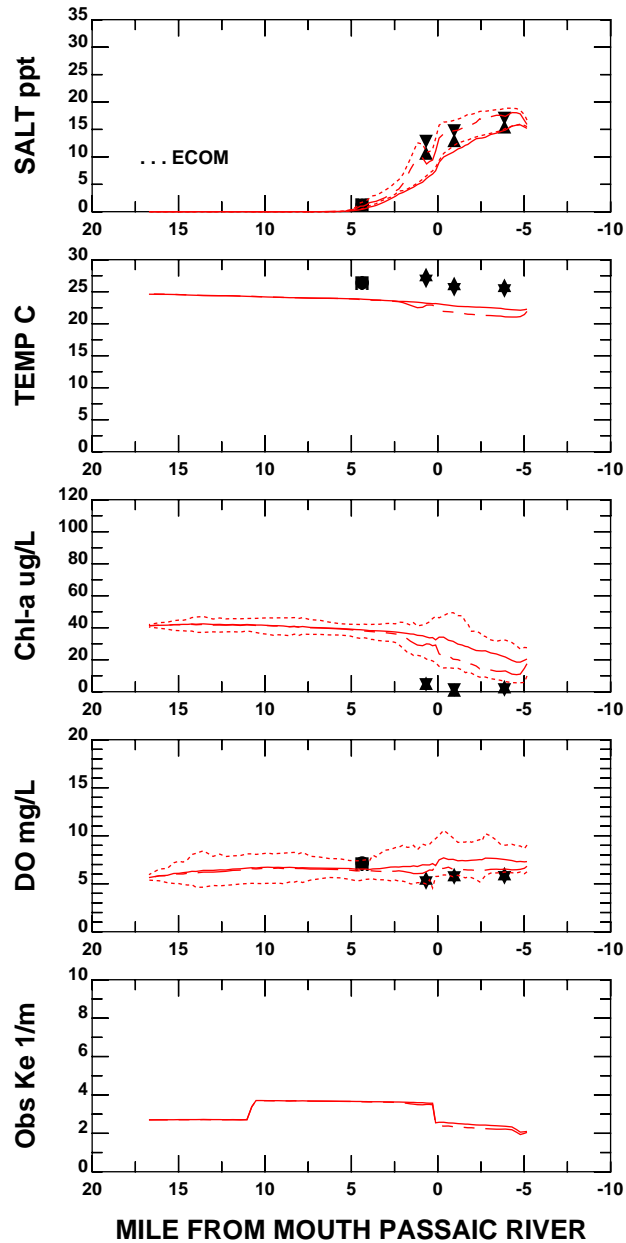 SALT ppt
35
30
25
20
15
10
5
0
. . . ECOM
20 15 10 5 0 -5 -10
TEMP C
30
25
20
15
10
5
0
20 15 10 5 0 -5 -10
Chl-a ug/L
120
100
80
60
40
20
0
20 15 10 5 0 -5 -10
DO mg/L
20
15
10
5
0
20 15 10 5 0 -5 -10
Obs Ke 1/m
10
8
6
4
2
0
20 15 10 5 0 -5 -10
MILE FROM MOUTH PASSAIC RIVER